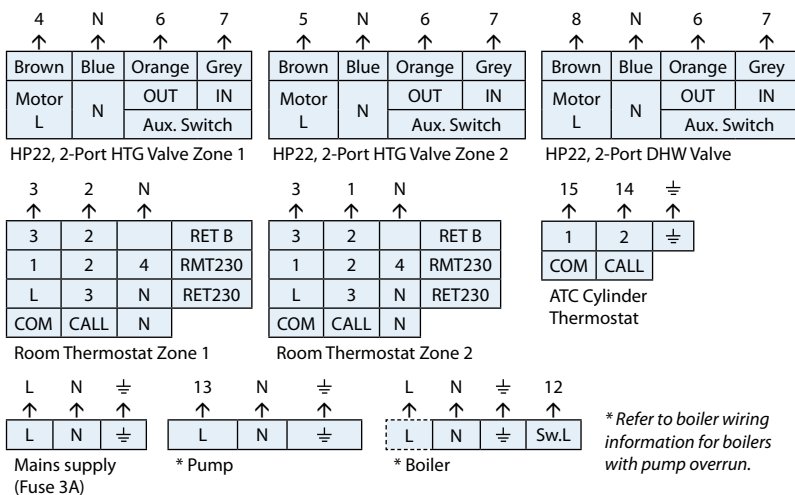 4 N 6 7 5 N 6 7 8 N 6 7
Brown Blue Orange Grey Brown Blue Orange Grey Brown Blue Orange Grey
Motor L N OUT IN Motor L N OUT IN Motor L N OUT IN
Aux. Switch Aux. Switch Aux. Switch
HP22, 2-Port HTG Valve Zone 1 HP22, 2-Port HTG Valve Zone 2 HP22, 2-Port DHW Valve
3 2 N 3 1 N 15 14
3 2 RET B 3 2 RET B 1 2
1 2 4 RMT230 1 2 4 RMT230 COM CALL
L 3 N RET230 L 3 N RET230 ATC Cylinder
COM CALL N COM CALL N Thermostat
Room Thermostat Zone 1 Room Thermostat Zone 2
L N 13 N L N 12
L N L N L N Sw.L
Mains supply * Pump * Boiler
(Fuse 3A)
* Refer to boiler wiring
information for boilers
with pump overrun.